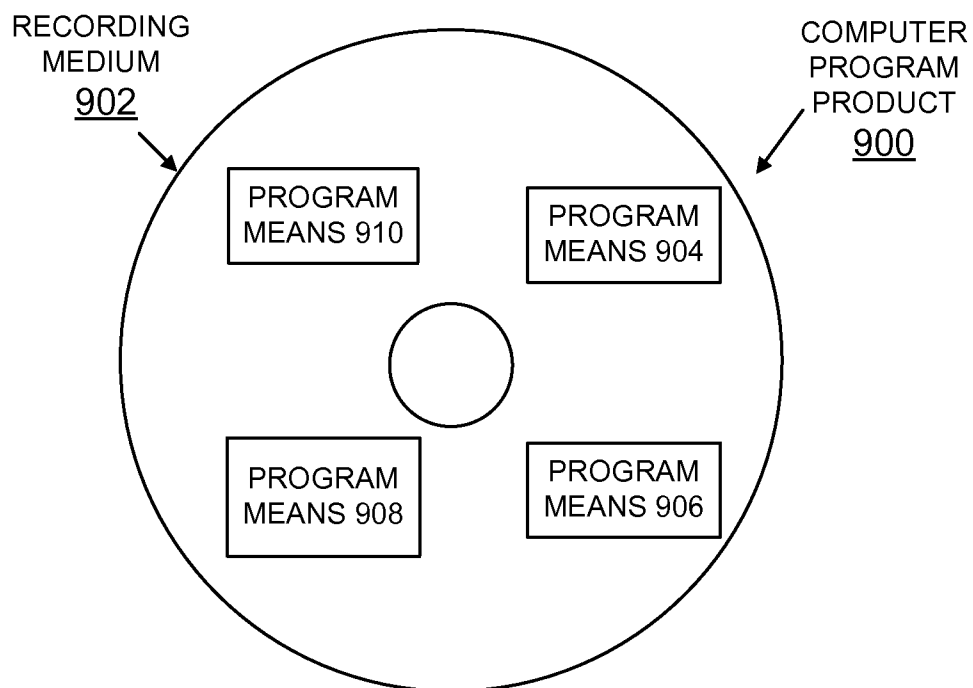 RECORDING
MEDIUM
902
COMPUTER
PROGRAM
PRODUCT
900
PROGRAM
MEANS 910
PROGRAM
MEANS 904
PROGRAM
MEANS 908
PROGRAM
MEANS 906